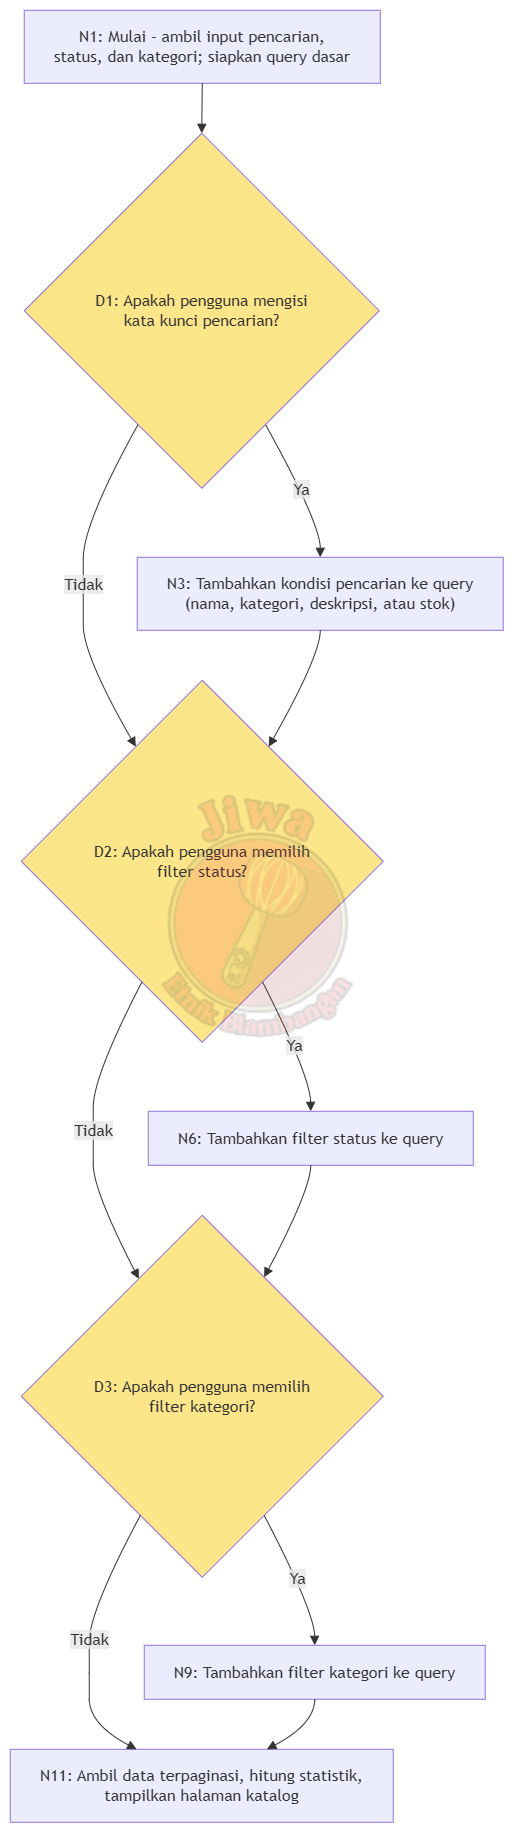 N1: Mulai - ambil input pencarian,
status, dan kategori; siapkan query dasar
D1: Apakah pengguna mengisi
kata kunci pencarian?
Ya
Tidak
N3: Tambahkan kondisi pencarian ke query
(nama, kategori, deskripsi, atau stok)
Jiwa
D2: Apakah pengguna memilih
filter status?
Etnik Blambangan
Ya
Tidak
N6: Tambahkan filter status ke query
D3: Apakah pengguna memilih
filter kategori?
Ya
Tidak
N9: Tambahkan filter kategori ke query
N11: Ambil data terpaginasi, hitung statistik,
tampilkan halaman katalog